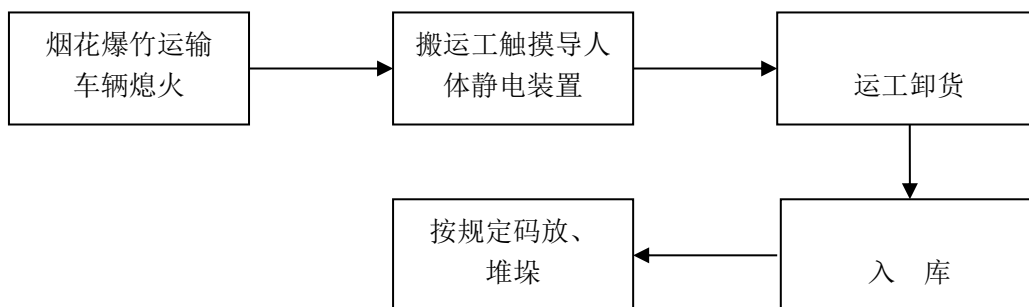 烟花爆竹运输
车辆熄火
搬运工触摸导人
体静电装置
运工卸货
入　库
按规定码放、
堆垛